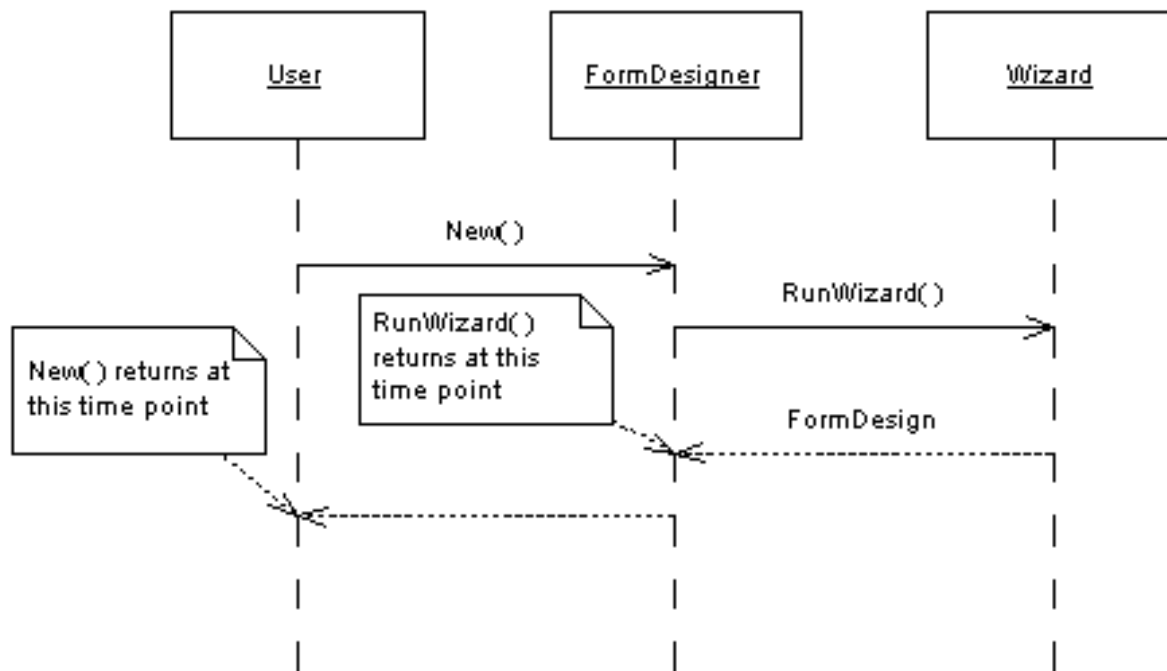 User
FormDesigner
Wizard
New( )
RunWizard( )
RunWizard( )
returns at this
time point
New( ) returns at
this time point
FormDesign